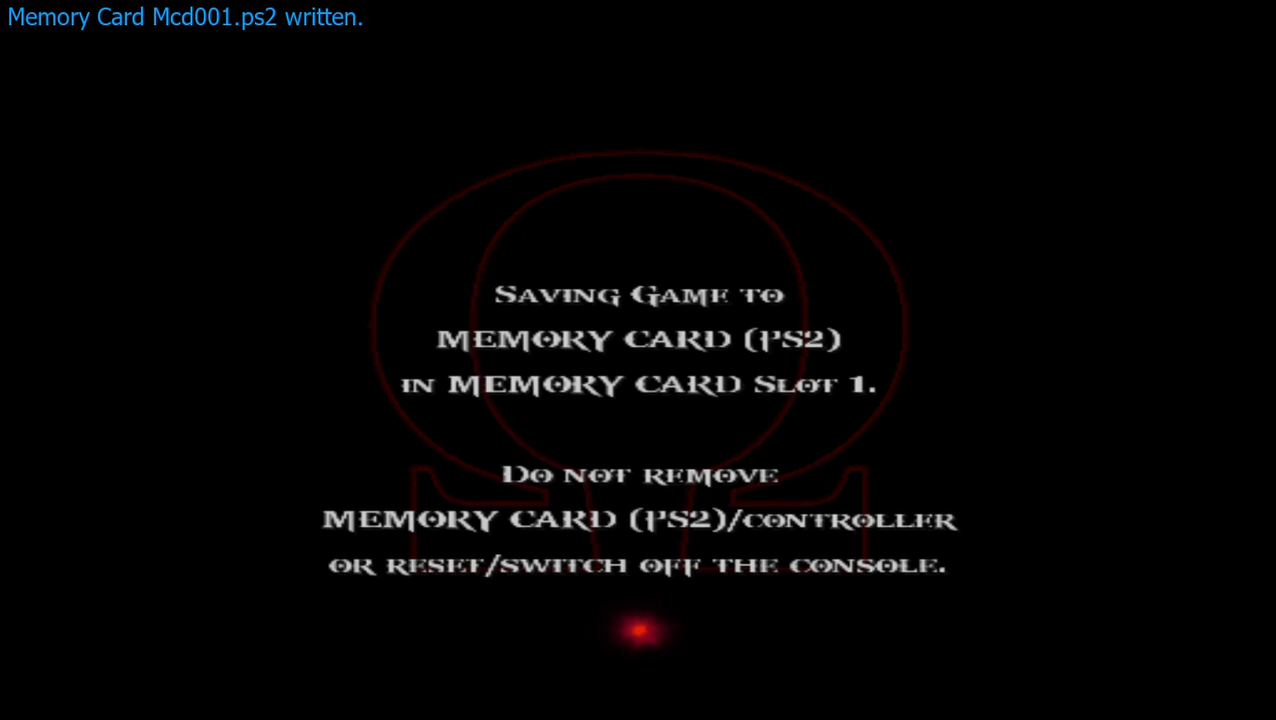 Memory Card Mcd001.ps2 written.
Saving Game to
MEMORY CARD (PS2)
in MEMORY CARD Slot 1.
Do not remove
MEMORY CARD (PS2)/controller
or reset/switch off the console.